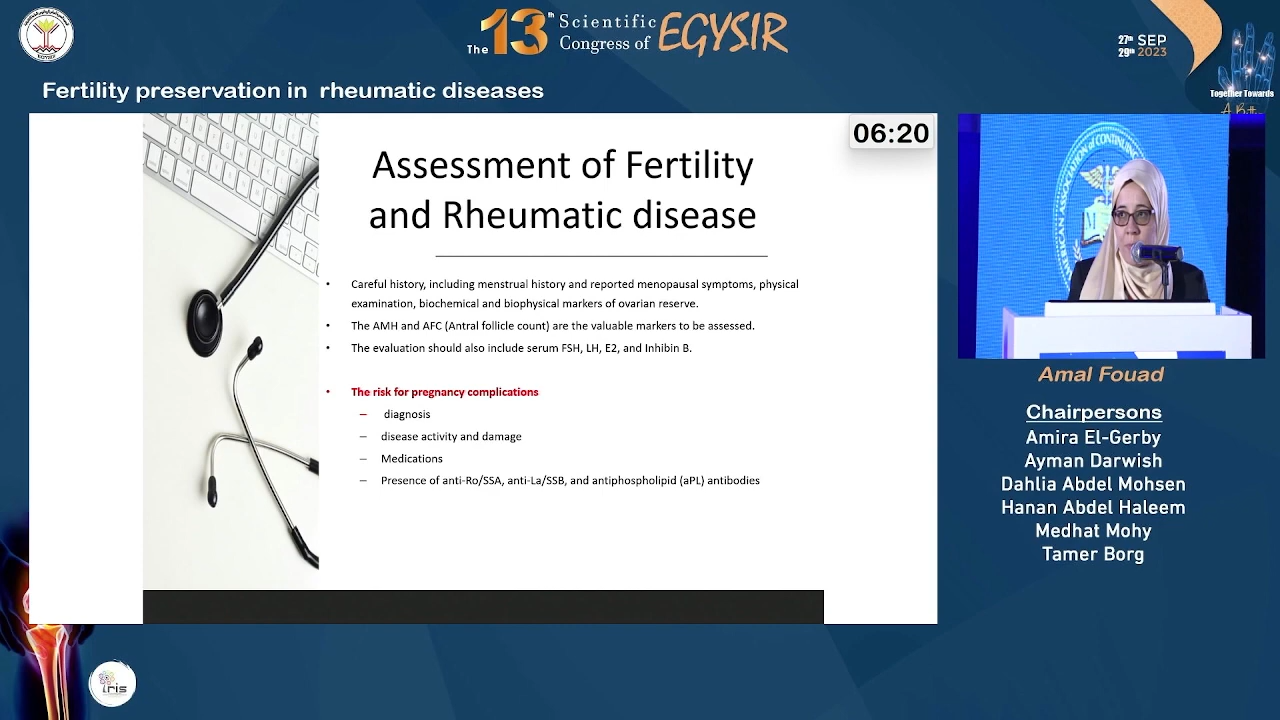 The 13th Scientific
Congress of EGYSIR
27th SEP
29th 2023
Together Towards
Fertility preservation in rheumatic diseases
06:20
Assessment of Fertility
and Rheumatic disease
• Careful history, including menstrual history and reported menopausal symptoms, physical
examination, biochemical and biophysical markers of ovarian reserve.
• The AMH and AFC (Antral follicle count) are the valuable markers to be assessed.
• The evaluation should also include serum FSH, LH, E2, and Inhibin B.
• The risk for pregnancy complications
– diagnosis
– disease activity and damage
– Medications
– Presence of anti-Ro/SSA, anti-La/SSB, and antiphospholipid (aPL) antibodies
ASSOCIATION of CONTINUING
Amal Fouad
Chairpersons
Amira El-Gerby
Ayman Darwish
Dahlia Abdel Mohsen
Hanan Abdel Haleem
Medhat Mohy
Tamer Borg
iris